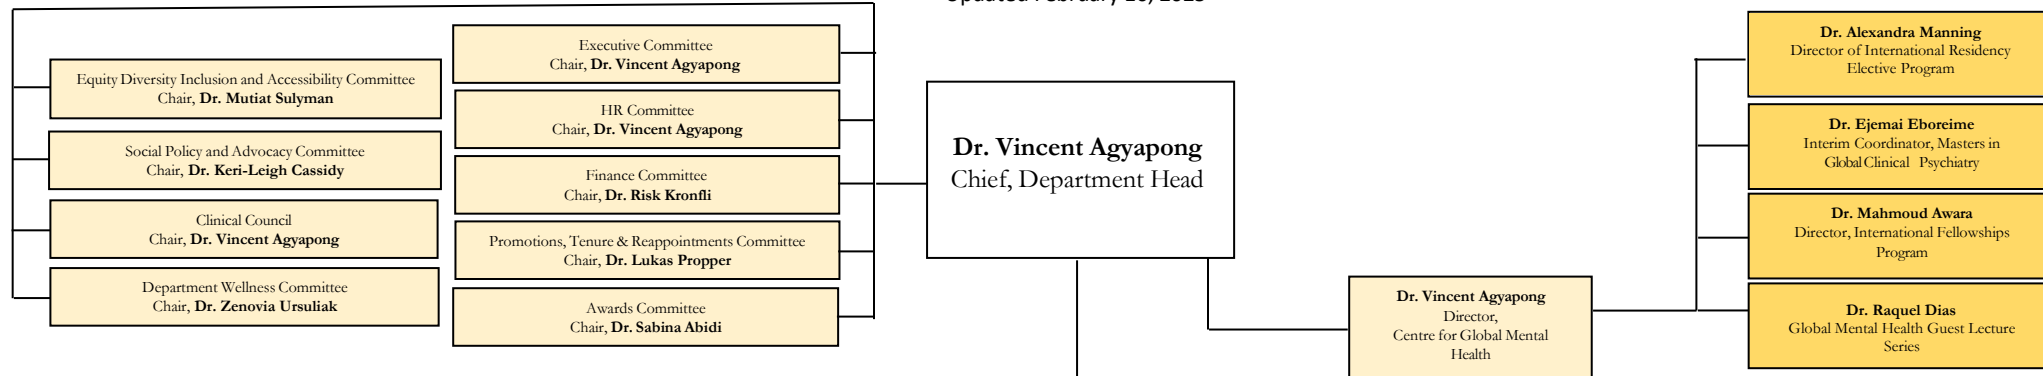 Equity Diversity Inclusion and Accessibility Committee
Chair, Dr. Mutiat Sulyman
Social Policy and Advocacy Committee
Chair, Dr. Keri-Leigh Cassidy
Clinical Council
Chair, Dr. Vincent Agyapong
Department Wellness Committee
Chair, Dr. Zenovia Ursuliak
Executive Committee
Chair, Dr. Vincent Agyapong
HR Committee
Chair, Dr. Vincent Agyapong
Finance Committee
Chair, Dr. Risk Kronfli
Promotions, Tenure & Reappointments Committee
Chair, Dr. Lukas Propper
Awards Committee
Chair, Dr. Sabina Abidi
Dr. Vincent Agyapong
Chief, Department Head
Dr. Vincent Agyapong
Director,
Centre for Global Mental
Health
Dr. Alexandra Manning
Director of International Residency
Elective Program
Dr. Ejemai Eboreime
Interim Coordinator, Masters in
Global Clinical Psychiatry
Dr. Mahmoud Awara
Director, International Fellowships
Program
Dr. Raquel Dias
Global Mental Health Guest Lecture
Series